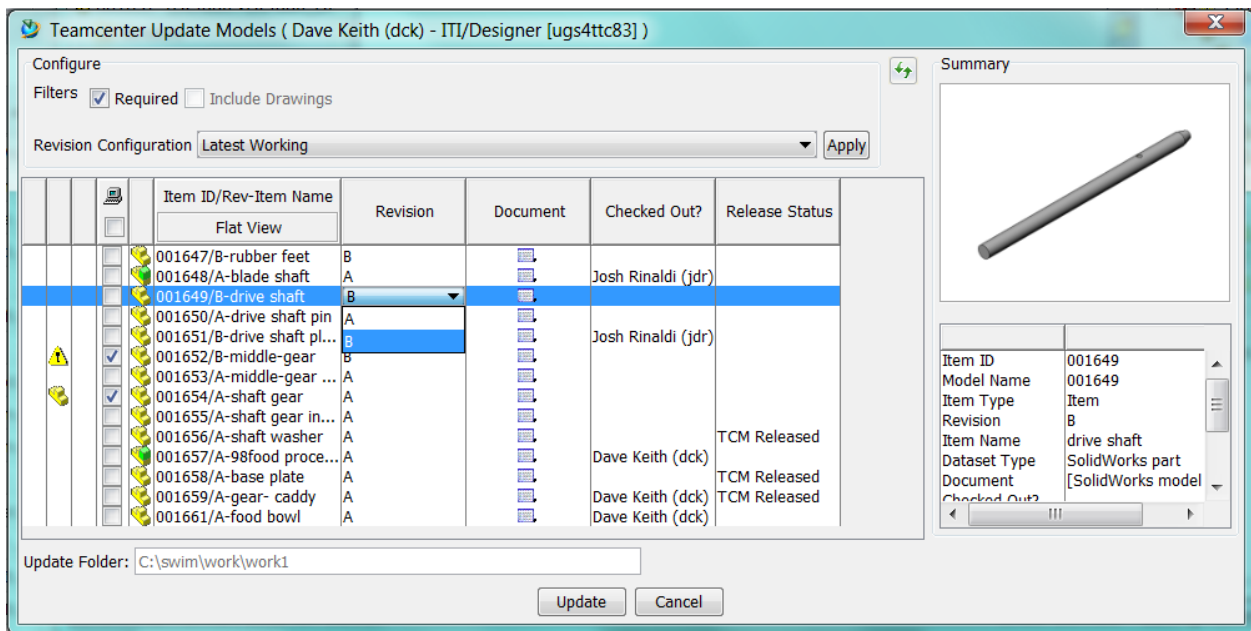 Teamcenter Update Models ( Dave Keith (dck) - ITI/Designer [ugs4ttc83] )
X
Configure
Filters Required Include Drawings
Revision Configuration Latest Working Apply
Item ID/Rev-Item Name Revision Document Checked Out? Release Status
Flat View
001647/B-rubber feet B
001648/A-blade shaft A Josh Rinaldi (jdr)
001649/B-drive shaft B
001650/A-drive shaft pin A
001651/B-drive shaft pl... B Josh Rinaldi (jdr)
001652/B-middle-gear B
001653/A-middle-gear ... A
001654/A-shaft gear A
001655/A-shaft gear in... A
001656/A-shaft washer A TCM Released
001657/A-98food proce... A Dave Keith (dck)
001658/A-base plate A TCM Released
001659/A-gear- caddy A Dave Keith (dck) TCM Released
001661/A-food bowl A Dave Keith (dck)
Summary
Item ID 001649
Model Name 001649
Item Type Item
Revision B
Item Name drive shaft
Dataset Type SolidWorks part
Document [SolidWorks model
Checked Out?
Update Folder: C:\swim\work\work1
Update Cancel